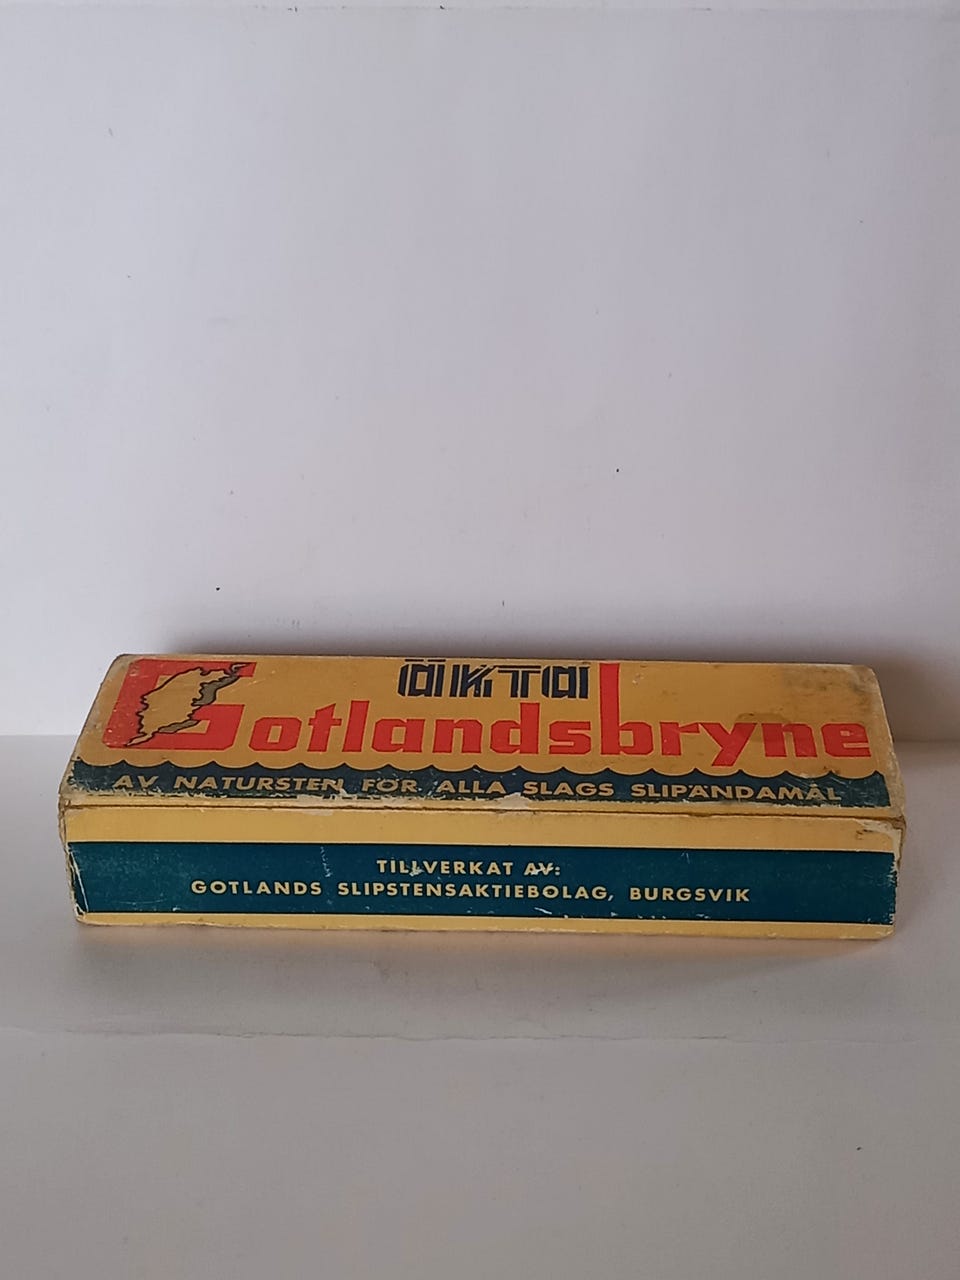 äkta
Gotlandsbryne
AV NATURSTEN FÖR ALLA SLAGS SLIPÄNDAMÅL
TILLVERKAT AV:
GOTLANDS SLIPSTENSAKTIEBOLAG, BURGSVIK